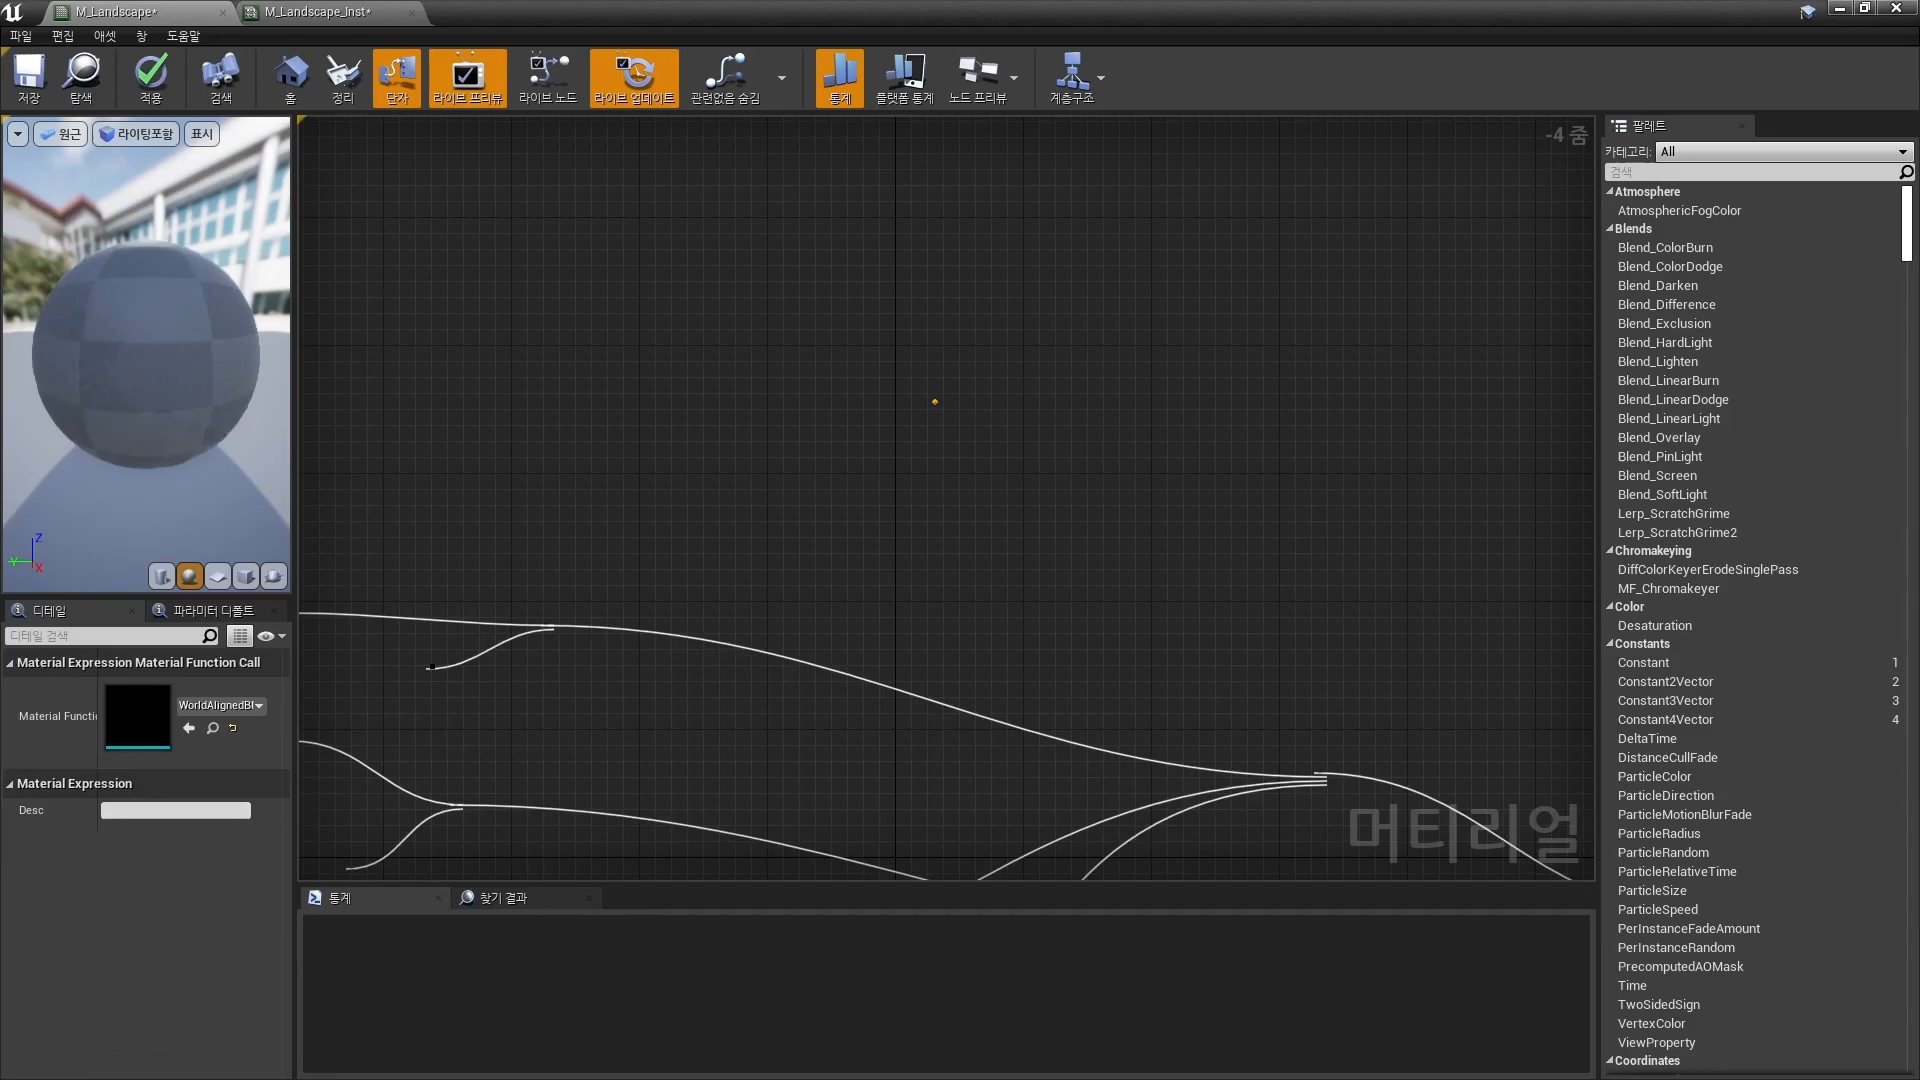 M_Landscape*
M_Landscape_Inst*
파일 편집 애셋 창 도움말
저장
탐색
적용
검색
홈
정리
단자
라이브 프리뷰
라이브 노드
라이브 업데이트
관련없음 숨김
통계
플랫폼 통계
노드 프리뷰
계층구조
원근
라이팅포함
표시
Z
Y
X
-4 줌
머티리얼
디테일
파라미터 디폴트
디테일 검색
Material Expression Material Function Call
Material Functi
WorldAlignedBl
Material Expression
Desc
통계
찾기 결과
팔레트
카테고리: All
검색
Atmosphere
AtmosphericFogColor
Blends
Blend_ColorBurn
Blend_ColorDodge
Blend_Darken
Blend_Difference
Blend_Exclusion
Blend_HardLight
Blend_Lighten
Blend_LinearBurn
Blend_LinearDodge
Blend_LinearLight
Blend_Overlay
Blend_PinLight
Blend_Screen
Blend_SoftLight
Lerp_ScratchGrime
Lerp_ScratchGrime2
Chromakeying
DiffColorKeyerErodeSinglePass
MF_Chromakeyer
Color
Desaturation
Constants
Constant 1
Constant2Vector 2
Constant3Vector 3
Constant4Vector 4
DeltaTime
DistanceCullFade
ParticleColor
ParticleDirection
ParticleMotionBlurFade
ParticleRadius
ParticleRandom
ParticleRelativeTime
ParticleSize
ParticleSpeed
PerInstanceFadeAmount
PerInstanceRandom
PrecomputedAOMask
Time
TwoSidedSign
VertexColor
ViewProperty
Coordinates